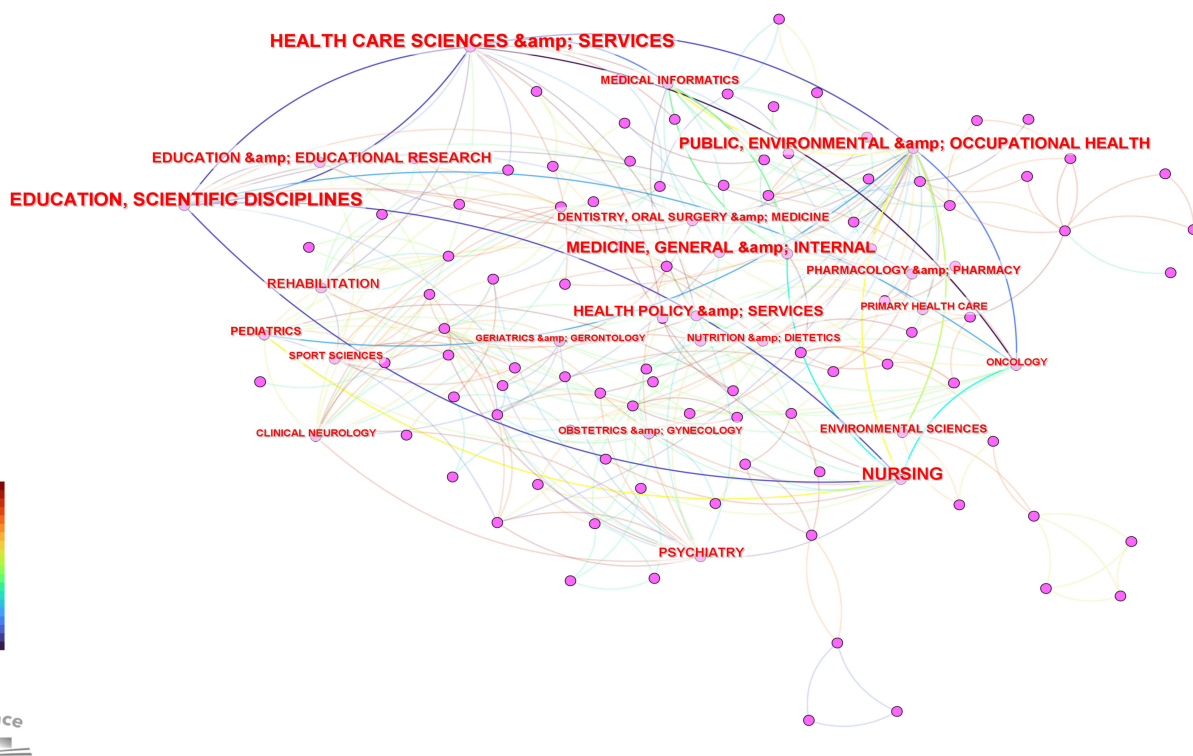 HEALTH CARE SCIENCES &amp; SERVICES
MEDICAL INFORMATICS
PUBLIC, ENVIRONMENTAL &amp; OCCUPATIONAL HEALTH
EDUCATION &amp; EDUCATIONAL RESEARCH
EDUCATION, SCIENTIFIC DISCIPLINES
DENTISTRY, ORAL SURGERY &amp; MEDICINE
MEDICINE, GENERAL &amp; INTERNAL
PHARMACOLOGY &amp; PHARMACY
REHABILITATION
PRIMARY HEALTH CARE
HEALTH POLICY &amp; SERVICES
PEDIATRICS
GERIATRICS &amp; GERONTOLOGY
NUTRITION &amp; DIETETICS
SPORT SCIENCES
ONCOLOGY
CLINICAL NEUROLOGY
OBSTETRICS &amp; GYNECOLOGY
ENVIRONMENTAL SCIENCES
NURSING
PSYCHIATRY